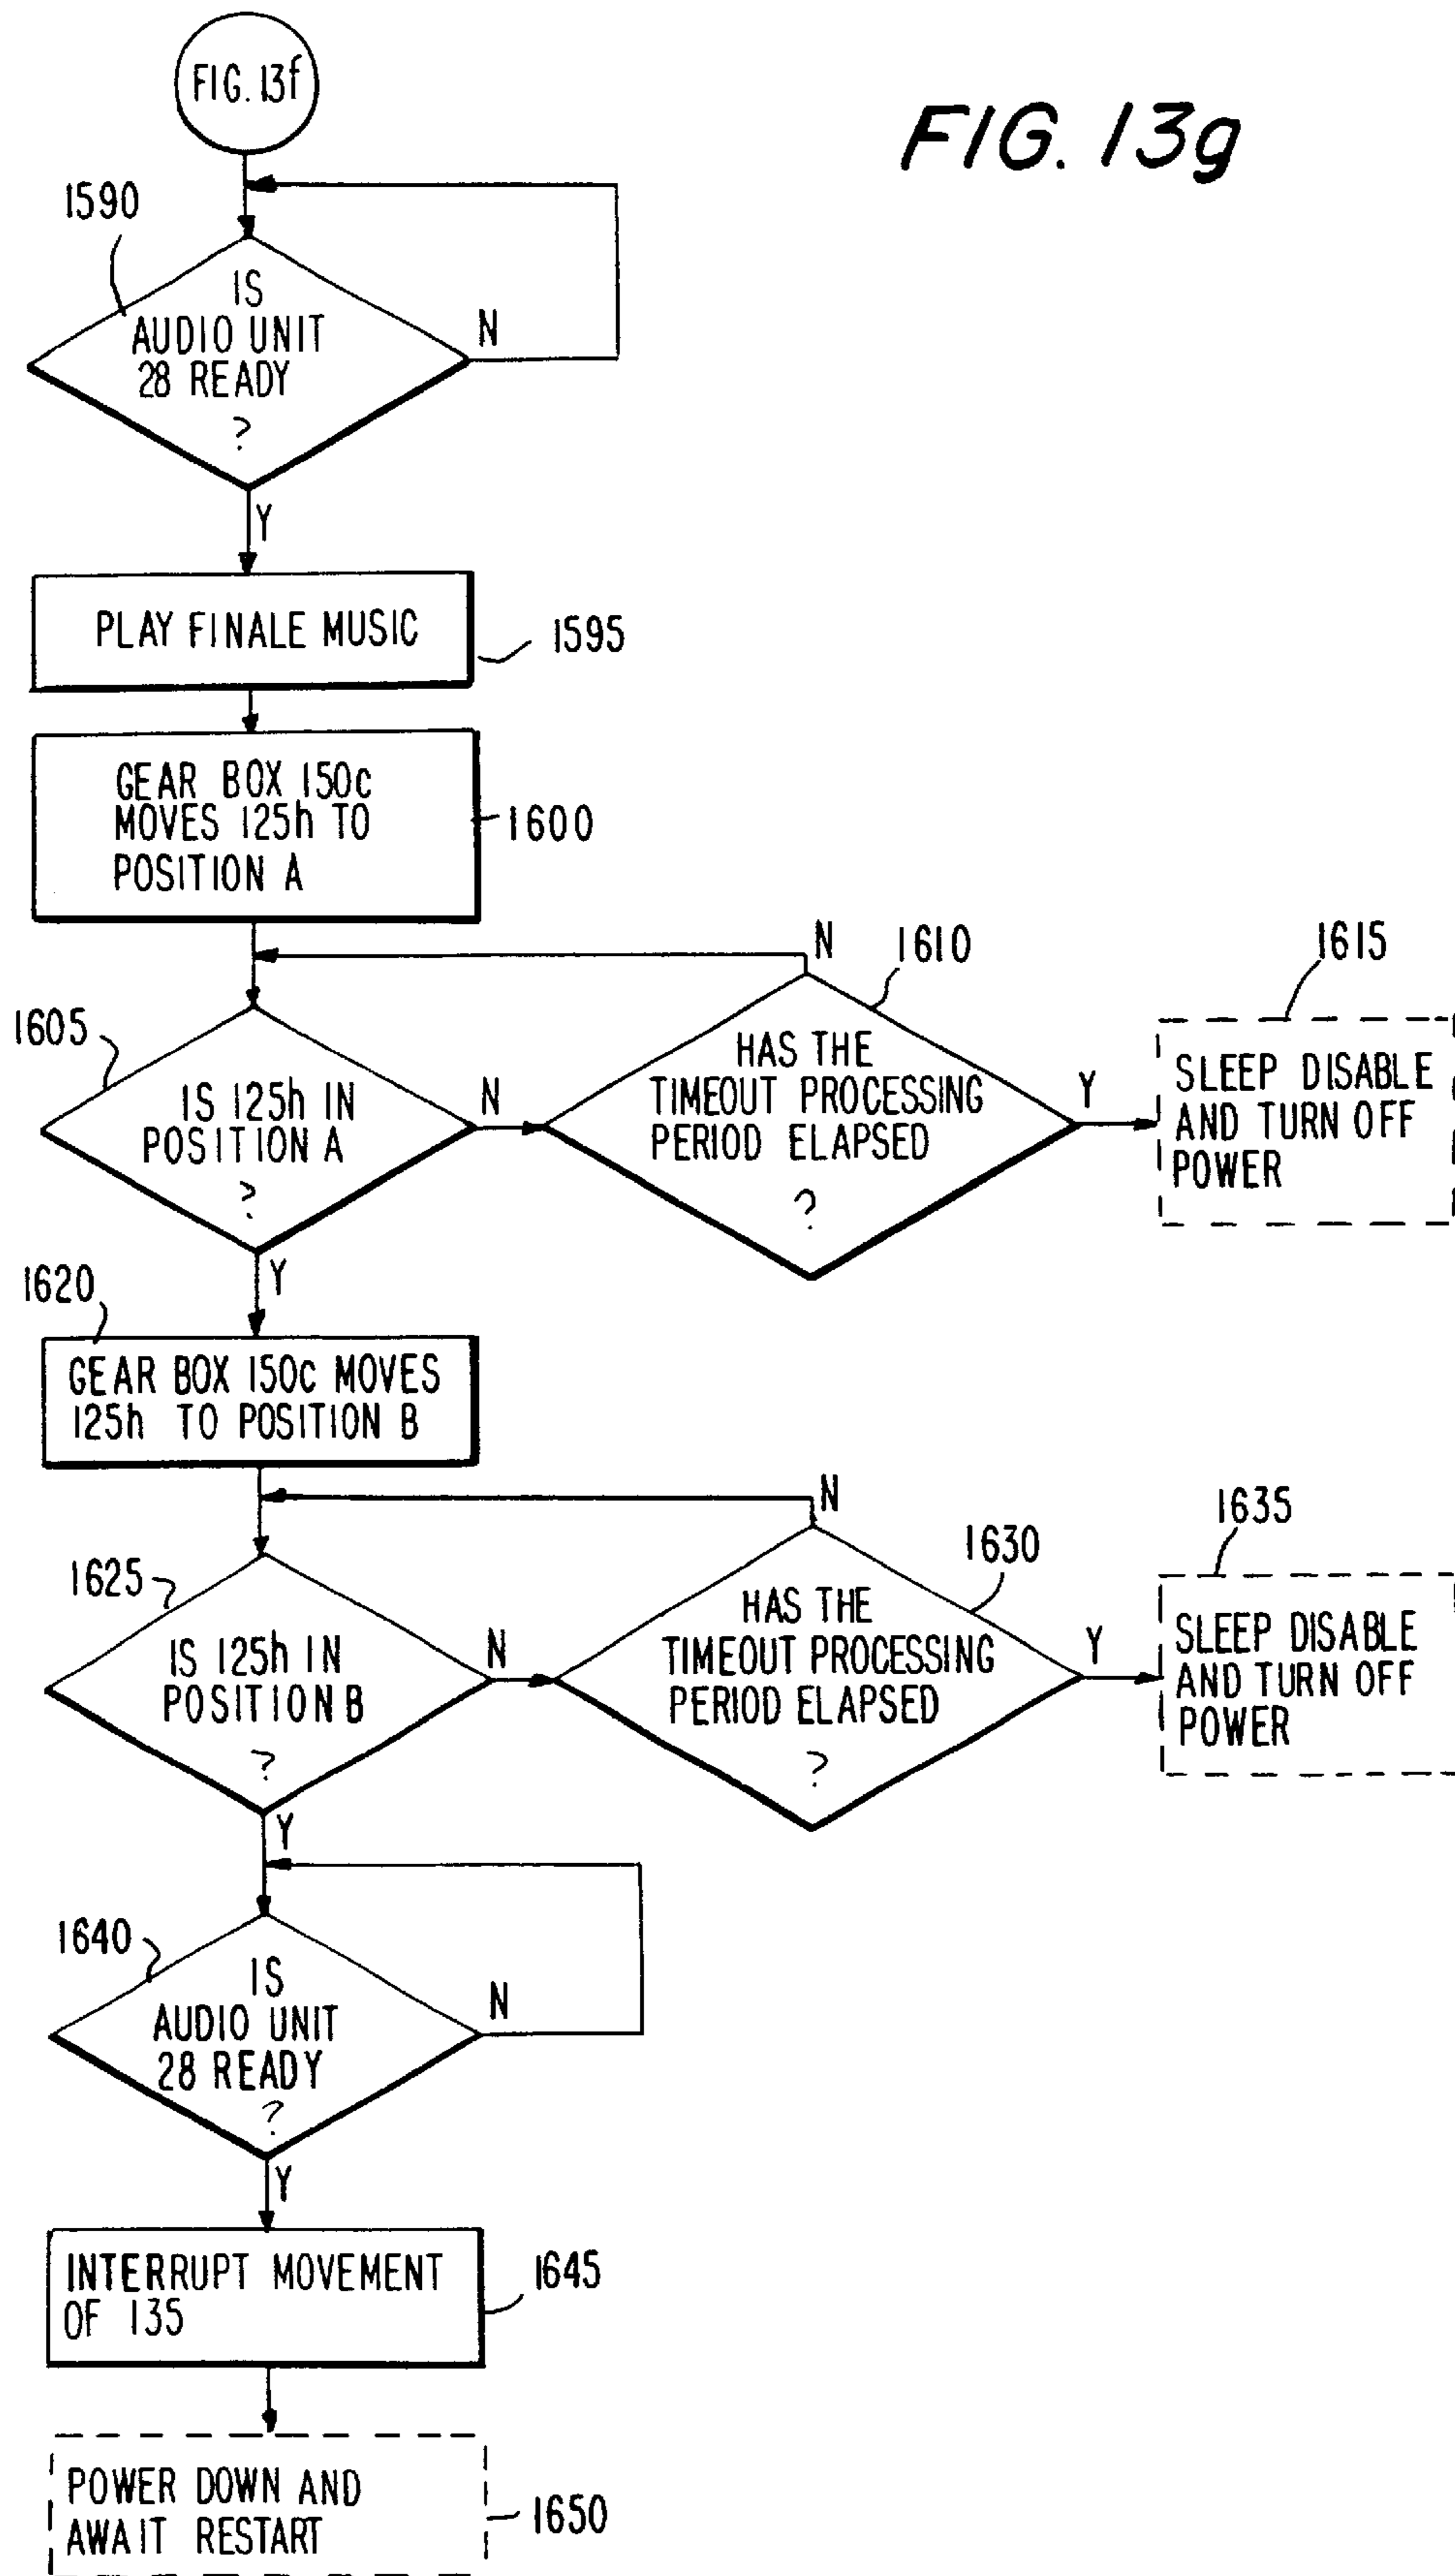 FIG. 13f
FIG. 13g
1590
IS
AUDIO UNIT
28 READY
?
N
Y
PLAY FINALE MUSIC
1595
GEAR BOX 150c
MOVES 125h TO
POSITION A
1600
1605
IS 125h IN
POSITION A
?
N
Y
N
1610
HAS THE
TIMEOUT PROCESSING
PERIOD ELAPSED
?
Y
1615
SLEEP DISABLE
AND TURN OFF
POWER
1620
GEAR BOX 150c MOVES
125h TO POSITION B
1625
IS 125h IN
POSITION B
?
N
Y
N
1630
HAS THE
TIMEOUT PROCESSING
PERIOD ELAPSED
?
Y
1635
SLEEP DISABLE
AND TURN OFF
POWER
1640
IS
AUDIO UNIT
28 READY
?
N
Y
INTERRUPT MOVEMENT
OF 135
1645
POWER DOWN AND
AWAIT RESTART
1650